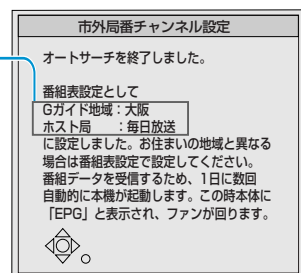 市外局番チャンネル設定
オートサーチを終了しました。
番組表設定として
Gガイド地域：大阪
ホスト局　：毎日放送
に設定しました。お住まいの地域と異なる
場合は番組表設定で設定してください。
番組データを受信するため、1日に数回
自動的に本機が起動します。この時本体に
「EPG」と表示され、ファンが回ります。